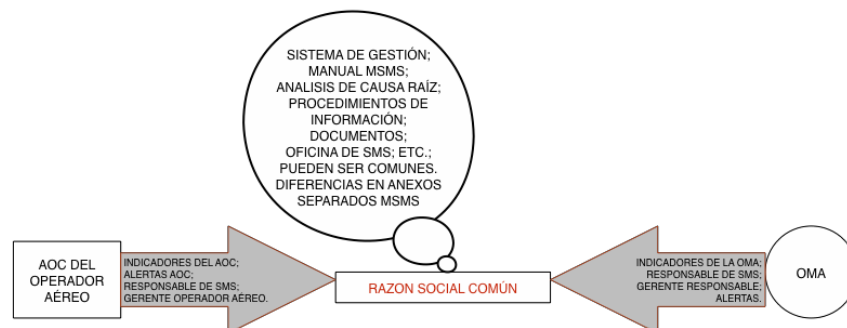 SISTEMA DE GESTIÓN;
MANUAL MSMS;
ANALISIS DE CAUSA RAÍZ;
PROCEDIMIENTOS DE
INFORMACIÓN;
DOCUMENTOS;
OFICINA DE SMS; ETC.;
PUEDEN SER COMUNES.
DIFERENCIAS EN ANEXOS
SEPARADOS MSMS
AOC DEL
OPERADOR
AÉREO
INDICADORES DEL AOC;
ALERTAS AOC;
RESPONSABLE DE SMS;
GERENTE OPERADOR AÉREO.
RAZON SOCIAL COMÚN
INDICADORES DE LA OMA;
RESPONSABLE DE SMS;
GERENTE RESPONSABLE;
ALERTAS.
OMA